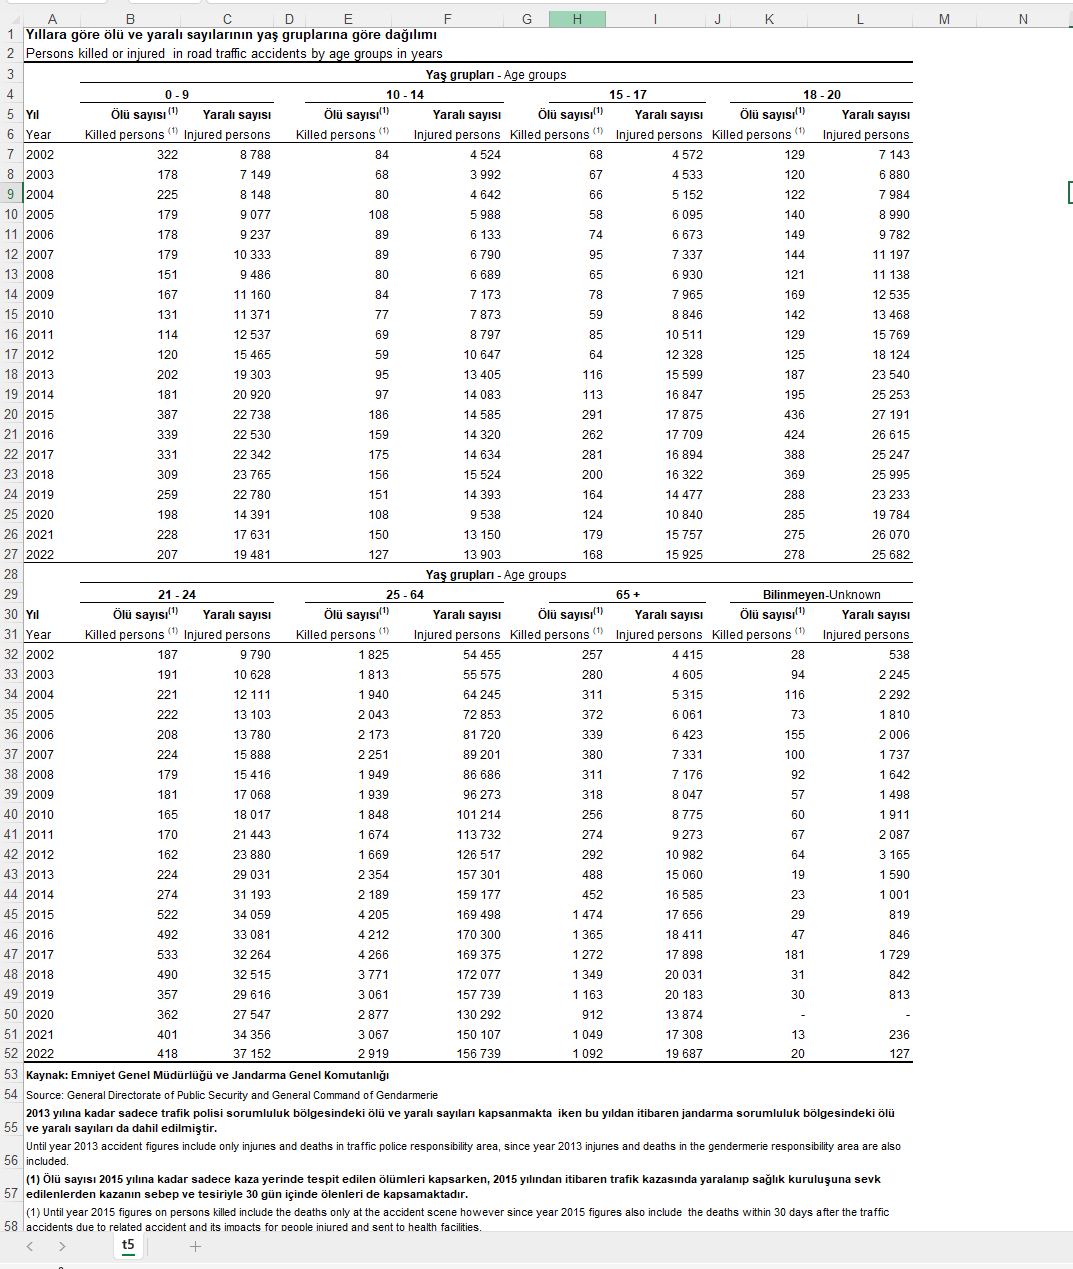 A B C D E F G H I J K L M N
1 Yıllara göre ölü ve yaralı sayılarının yaş gruplarına göre dağılımı
2 Persons killed or injured in road traffic accidents by age groups in years
3 Yaş grupları - Age groups
4 0 - 9 10 - 14 15 - 17 18 - 20
5 Yıl Ölü sayısı (1) Yaralı sayısı Ölü sayısı(1) Yaralı sayısı Ölü sayısı(1) Yaralı sayısı Ölü sayısı(1) Yaralı sayısı
6 Year Killed persons (1) Injured persons Killed persons (1) Injured persons Killed persons (1) Injured persons Killed persons (1) Injured persons
7 2002 322 8 788 84 4 524 68 4 572 129 7 143
8 2003 178 7 149 68 3 992 67 4 533 120 6 880
9 2004 225 8 148 80 4 642 66 5 152 122 7 984
10 2005 179 9 077 108 5 988 58 6 095 140 8 990
11 2006 178 9 237 89 6 133 74 6 673 149 9 782
12 2007 179 10 333 89 6 790 95 7 337 144 11 197
13 2008 151 9 486 80 6 689 65 6 930 121 11 138
14 2009 167 11 160 84 7 173 78 7 965 169 12 535
15 2010 131 11 371 77 7 873 59 8 846 142 13 468
16 2011 114 12 537 69 8 797 85 10 511 129 15 769
17 2012 120 15 465 59 10 647 64 12 328 125 18 124
18 2013 202 19 303 95 13 405 116 15 599 187 23 540
19 2014 181 20 920 97 14 083 113 16 847 195 25 253
20 2015 387 22 738 186 14 585 291 17 875 436 27 191
21 2016 339 22 530 159 14 320 262 17 709 424 26 615
22 2017 331 22 342 175 14 634 281 16 894 388 25 247
23 2018 309 23 765 156 15 524 200 16 322 369 25 995
24 2019 259 22 780 151 14 393 164 14 477 288 23 233
25 2020 198 14 391 108 9 538 124 10 840 285 19 784
26 2021 228 17 631 150 13 150 179 15 757 275 26 070
27 2022 207 19 481 127 13 903 168 15 925 278 25 682
28 Yaş grupları - Age groups
29 21 - 24 25 - 64 65 + Bilinmeyen-Unknown
30 Yıl Ölü sayısı(1) Yaralı sayısı Ölü sayısı(1) Yaralı sayısı Ölü sayısı(1) Yaralı sayısı Ölü sayısı(1) Yaralı sayısı
31 Year Killed persons (1) Injured persons Killed persons (1) Injured persons Killed persons (1) Injured persons Killed persons (1) Injured persons
32 2002 187 9 790 1 825 54 455 257 4 415 28 538
33 2003 191 10 628 1 813 55 575 280 4 605 94 2 245
34 2004 221 12 111 1 940 64 245 311 5 315 116 2 292
35 2005 222 13 103 2 043 72 853 372 6 061 73 1 810
36 2006 208 13 780 2 173 81 720 339 6 423 155 2 006
37 2007 224 15 888 2 251 89 201 380 7 331 100 1 737
38 2008 179 15 416 1 949 86 686 311 7 176 92 1 642
39 2009 181 17 068 1 939 96 273 318 8 047 57 1 498
40 2010 165 18 017 1 848 101 214 256 8 775 60 1 911
41 2011 170 21 443 1 674 113 732 274 9 273 67 2 087
42 2012 162 23 880 1 669 126 517 292 10 982 64 3 165
43 2013 224 29 031 2 354 157 301 488 15 060 19 1 590
44 2014 274 31 193 2 189 159 177 452 16 585 23 1 001
45 2015 522 34 059 4 205 169 498 1 474 17 656 29 819
46 2016 492 33 081 4 212 170 300 1 365 18 411 47 846
47 2017 533 32 264 4 266 169 375 1 272 17 898 181 1 729
48 2018 490 32 515 3 771 172 077 1 349 20 031 31 842
49 2019 357 29 616 3 061 157 739 1 163 20 183 30 813
50 2020 362 27 547 2 877 130 292 912 13 874 - -
51 2021 401 34 356 3 067 150 107 1 049 17 308 13 236
52 2022 418 37 152 2 919 156 739 1 092 19 687 20 127
53 Kaynak: Emniyet Genel Müdürlüğü ve Jandarma Genel Komutanlığı
54 Source: General Directorate of Public Security and General Command of Gendarmerie
2013 yılına kadar sadece trafik polisi sorumluluk bölgesindeki ölü ve yaralı sayıları kapsanmakta iken bu yıldan itibaren jandarma sorumluluk bölgesindeki ölü
55 ve yaralı sayıları da dahil edilmiştir.
Until year 2013 accident figures include only injuries and deaths in traffic police responsibility area, since year 2013 injuries and deaths in the gendermerie responsibility area are also
56 included.
(1) Ölü sayısı 2015 yılına kadar sadece kaza yerinde tespit edilen ölümleri kapsarken, 2015 yılından itibaren trafik kazasında yaralanıp sağlık kuruluşuna sevk
57 edilenlerden kazanın sebep ve tesiriyle 30 gün içinde ölenleri de kapsamaktadır.
(1) Until year 2015 figures on persons killed include the deaths only at the accident scene however since year 2015 figures also include the deaths within 30 days after the traffic
58 accidents due to related accident and its impacts for people injured and sent to health facilities.
t5